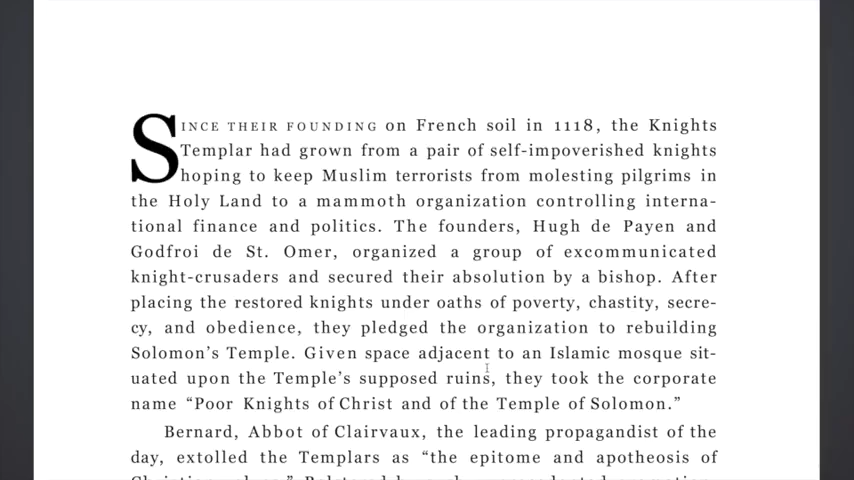 SINCE THEIR FOUNDING on French soil in 1118, the Knights
Templar had grown from a pair of self-impoverished knights
hoping to keep Muslim terrorists from molesting pilgrims in
the Holy Land to a mammoth organization controlling interna-
tional finance and politics. The founders, Hugh de Payen and
Godfroi de St. Omer, organized a group of excommunicated
knight-crusaders and secured their absolution by a bishop. After
placing the restored knights under oaths of poverty, chastity, secre-
cy, and obedience, they pledged the organization to rebuilding
Solomon’s Temple. Given space adjacent to an Islamic mosque sit-
uated upon the Temple’s supposed ruins, they took the corporate
name “Poor Knights of Christ and of the Temple of Solomon.”
Bernard, Abbot of Clairvaux, the leading propagandist of the
day, extolled the Templars as “the epitome and apotheosis of